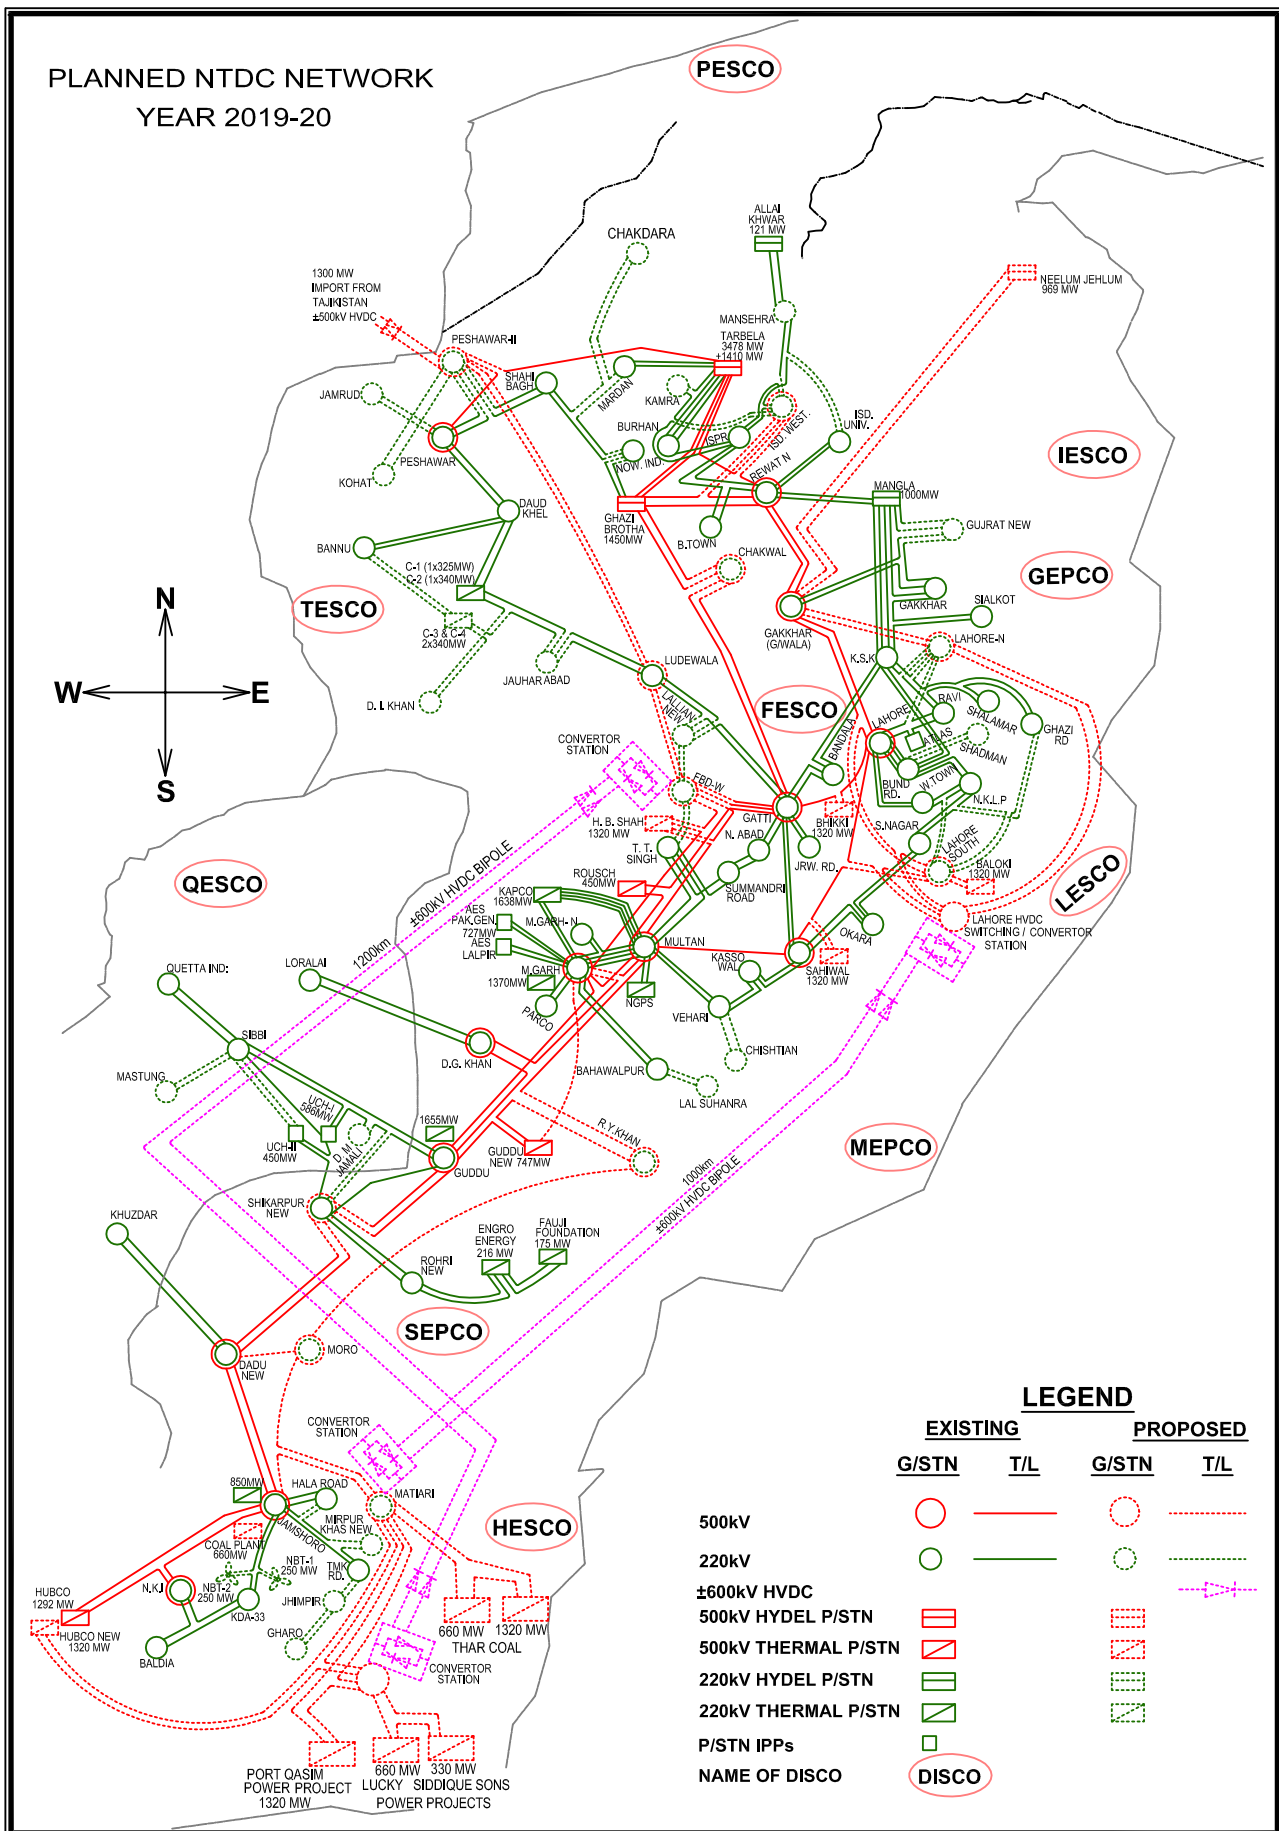 PLANNED NTDC NETWORK
YEAR 2019-20
PESCO
ALLAI
KHWAR
121 MW
CHAKDARA
1300 MW
IMPORT FROM
TAJIKISTAN
±500kV HVDC
NEELUM JEHLUM
969 MW
MANSEHRA
PESHAWAR-II
TARBELA
3478 MW
+1410 MW
SHAHI
BAGH
MARDAN
KAMRA
JAMRUD
ISD. WEST.
ISD.
UNIV.
BURHAN
ISPR
IESCO
PESHAWAR
NOW. IND.
REWAT N
KOHAT
MANGLA
1000MW
DAUD
KHEL
GHAZI
BROTHA
1450MW
B.TOWN
GUJRAT NEW
BANNU
CHAKWAL
C-1 (1x325MW)
C-2 (1x340MW)
GEPCO
TESCO
N
GAKKHAR
SIALKOT
C-3 & C-4
2x340MW
GAKKHAR
(G/WALA)
LAHORE-N
K.S.K
LUDEWALA
JAUHAR ABAD
W
E
D. I. KHAN
LALLIAN
NEW
FESCO
RAVI
SHALAMAR
GHAZI
RD
LAHORE
ATLAS
SHADMAN
BANDALA
CONVERTOR
STATION
S
FBD-W
BUND
RD.
W.TOWN
N.K.L.P
GATTI
H. B. SHAH
1320 MW
BHIKKI
1320 MW
N. ABAD
S.NAGAR
T. T.
SINGH
JRW. RD.
LAHORE
SOUTH
BALOKI
1320 MW
LESCO
QESCO
±600kV HVDC BIPOLE
1200km
ROUSCH
450MW
SUMMANDRI
ROAD
KAPCO
1638MW
AES
PAK.GEN.
727MW
M.GARH- N
AES
LALPIR
MULTAN
OKARA
LAHORE HVDC
SWITCHING / CONVERTOR
STATION
KASSO
WAL
SAHIWAL
1320 MW
QUETTA IND:
LORALAI
M.GARH
1370MW
NGPS
PARCO
VEHARI
SIBBI
D.G. KHAN
CHISHTIAN
MASTUNG
BAHAWALPUR
LAL SUHANRA
UCH-I
586MW
1655MW
UCH-II
450MW
D. M.
JAMALI
R.Y.KHAN
GUDDU
NEW 747MW
GUDDU
MEPCO
1000km
±600kV HVDC BIPOLE
SHIKARPUR
NEW
KHUZDAR
ENGRO
ENERGY
216 MW
FAUJI
FOUNDATION
175 MW
ROHRI
NEW
SEPCO
MORO
DADU
NEW
CONVERTOR
STATION
850MW
HALA ROAD
MATIARI
MIRPUR
KHAS NEW
JAMSHORO
HESCO
COAL PLANT
660MW
NBT-1
250 MW
TMK
RD.
N.K.I
NBT-2
250 MW
HUBCO
1292 MW
JHIMPIR
KDA-33
HUBCO NEW
1320 MW
GHARO
BALDIA
660 MW
1320 MW
THAR COAL
CONVERTOR
STATION
PORT QASIM
POWER PROJECT
1320 MW
660 MW
LUCKY
330 MW
SIDDIQUE SONS
POWER PROJECTS
LEGEND
EXISTING PROPOSED
G/STN T/L G/STN T/L
500kV
220kV
±600kV HVDC
500kV HYDEL P/STN
500kV THERMAL P/STN
220kV HYDEL P/STN
220kV THERMAL P/STN
P/STN IPPs
NAME OF DISCO DISCO